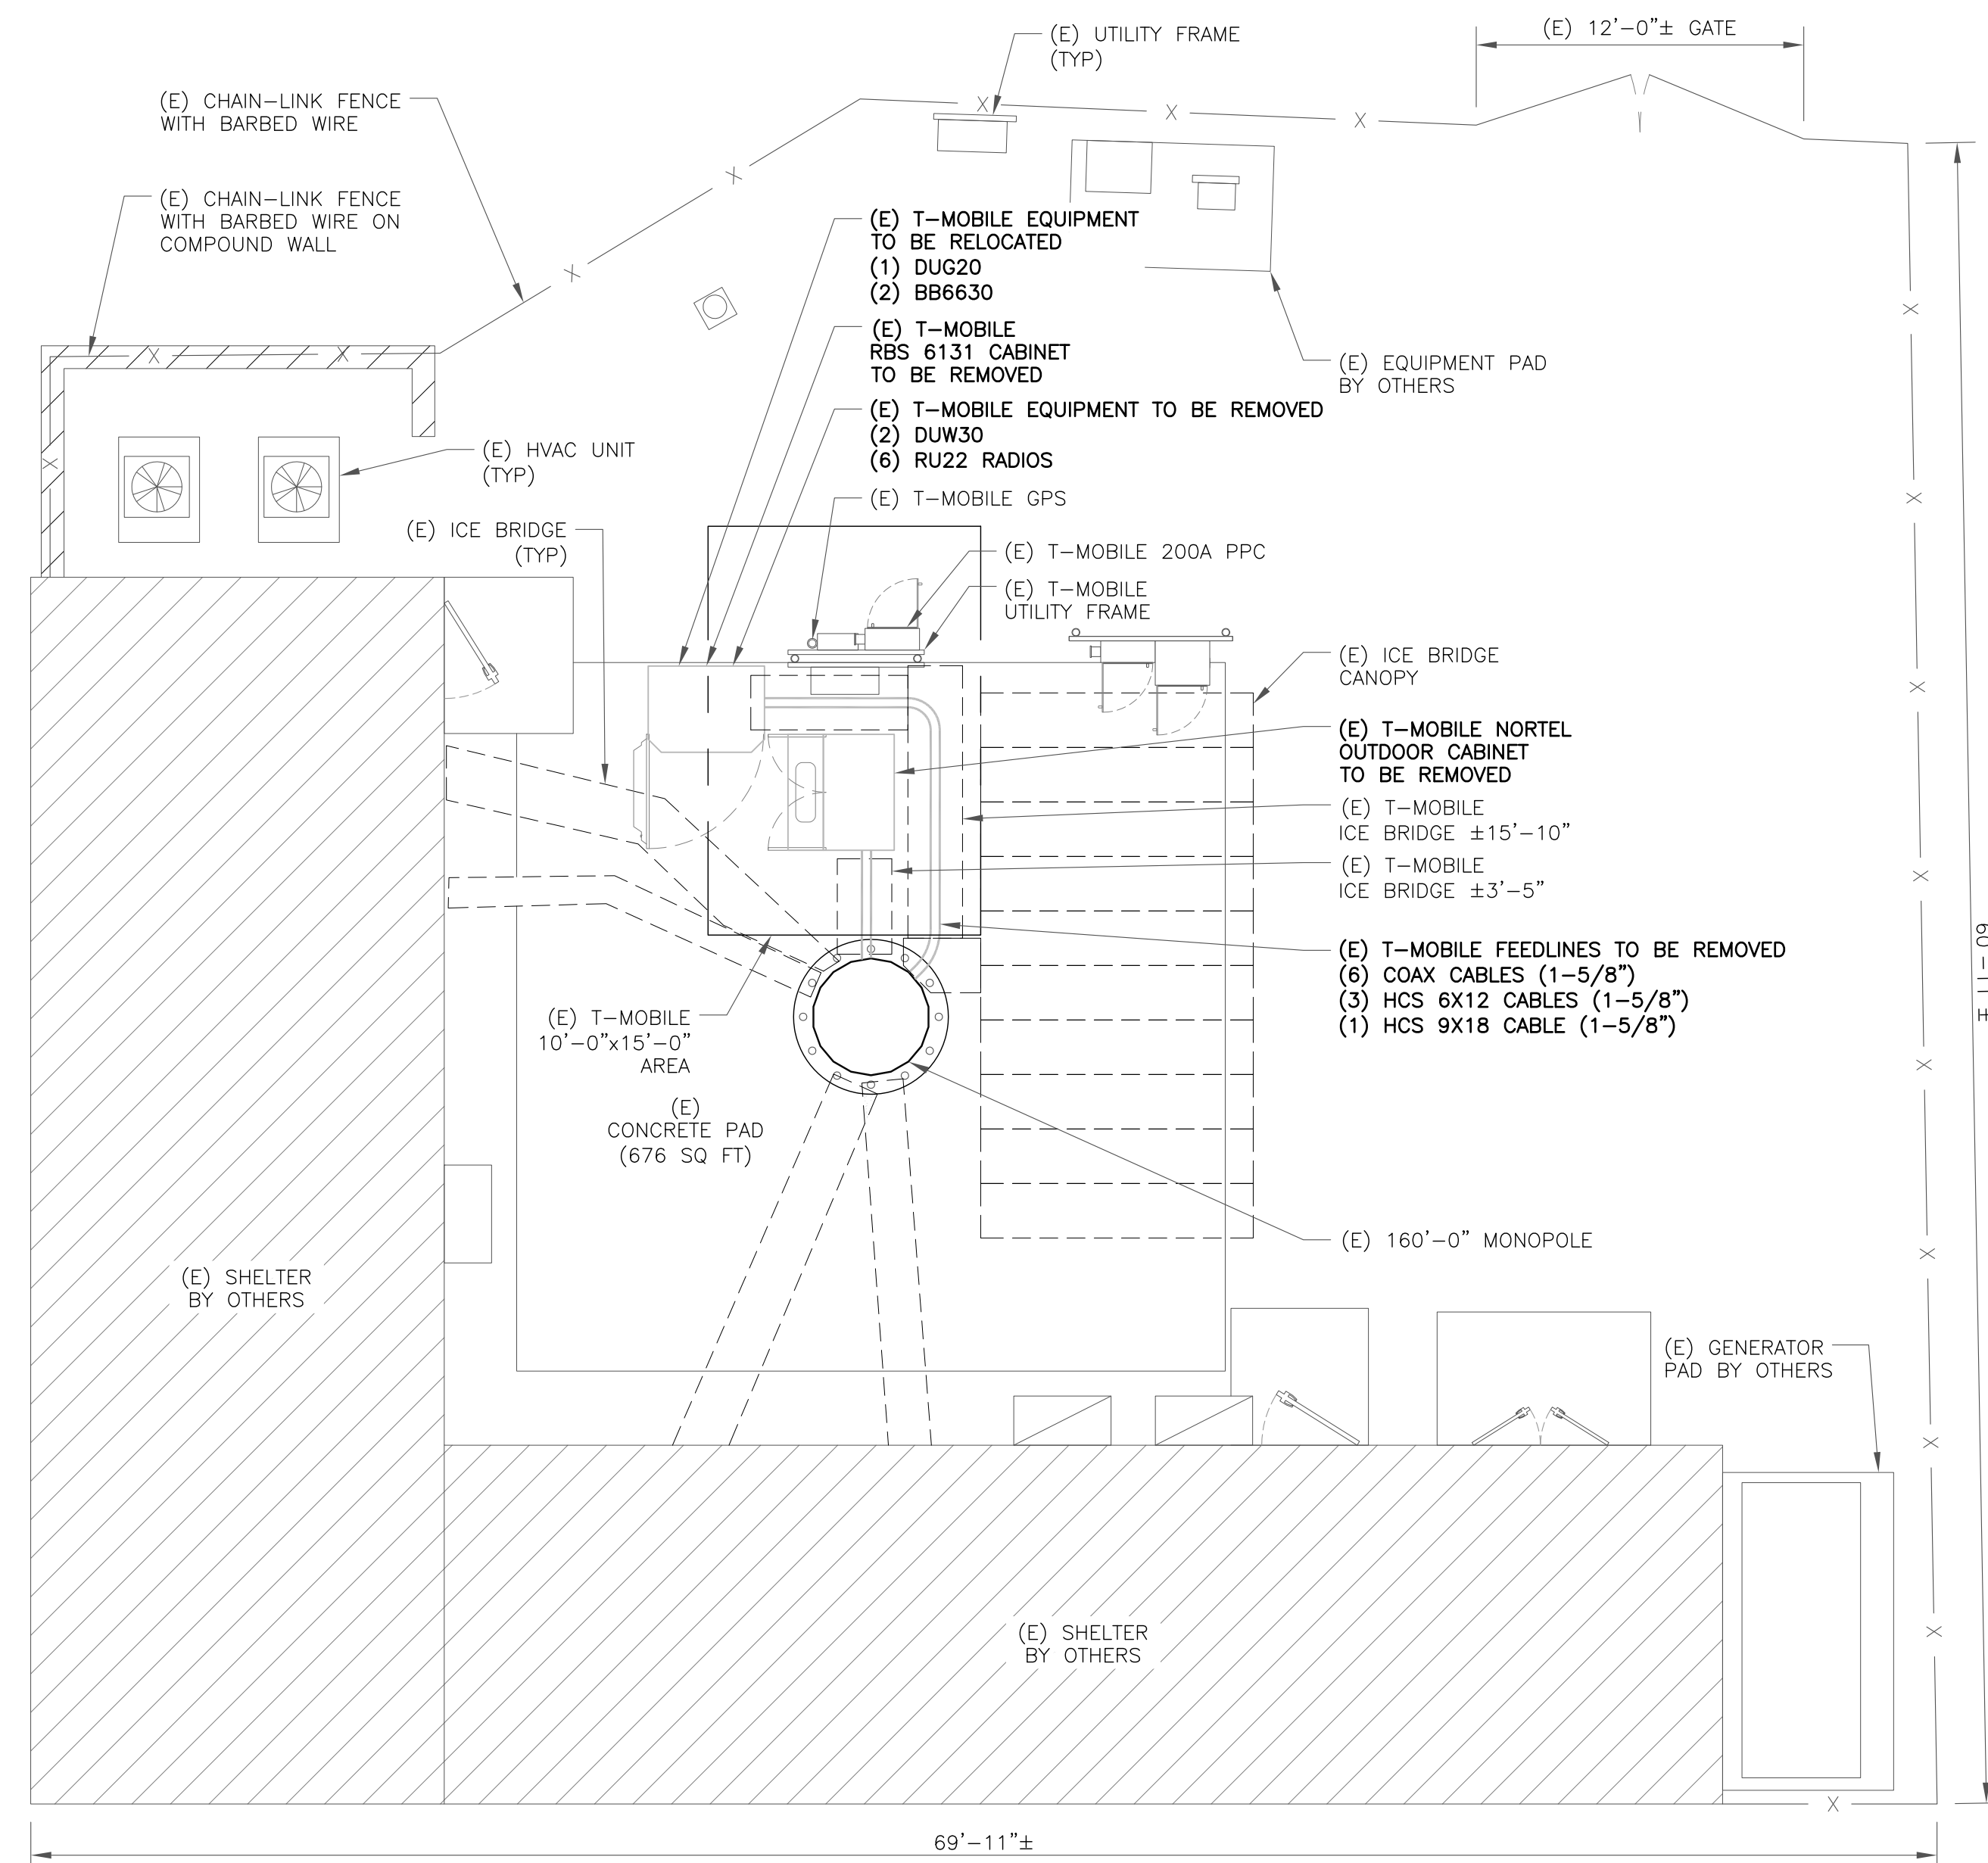 (E) UTILITY FRAME
(TYP)
(E) 12'-0"± GATE
(E) CHAIN-LINK FENCE
WITH BARBED WIRE
(E) CHAIN-LINK FENCE
WITH BARBED WIRE ON
COMPOUND WALL
(E) T-MOBILE EQUIPMENT
TO BE RELOCATED
(1) DUG20
(2) BB6630
(E) T-MOBILE
RBS 6131 CABINET
TO BE REMOVED
(E) EQUIPMENT PAD
BY OTHERS
(E) T-MOBILE EQUIPMENT TO BE REMOVED
(2) DUW30
(6) RU22 RADIOS
(E) HVAC UNIT
(TYP)
(E) T-MOBILE GPS
(E) ICE BRIDGE
(TYP)
(E) T-MOBILE 200A PPC
(E) T-MOBILE
UTILITY FRAME
(E) ICE BRIDGE
CANOPY
(E) T-MOBILE NORTEL
OUTDOOR CABINET
TO BE REMOVED
(E) T-MOBILE
ICE BRIDGE ±15'-10"
(E) T-MOBILE
ICE BRIDGE ±3'-5"
(E) T-MOBILE FEEDLINES TO BE REMOVED
(6) COAX CABLES (1-5/8")
(3) HCS 6X12 CABLES (1-5/8")
(1) HCS 9X18 CABLE (1-5/8")
(E) T-MOBILE
10'-0"x15'-0"
AREA
(E)
CONCRETE PAD
(676 SQ FT)
(E) 160'-0" MONOPOLE
(E) SHELTER
BY OTHERS
(E) GENERATOR
PAD BY OTHERS
(E) SHELTER
BY OTHERS
69'-11"±